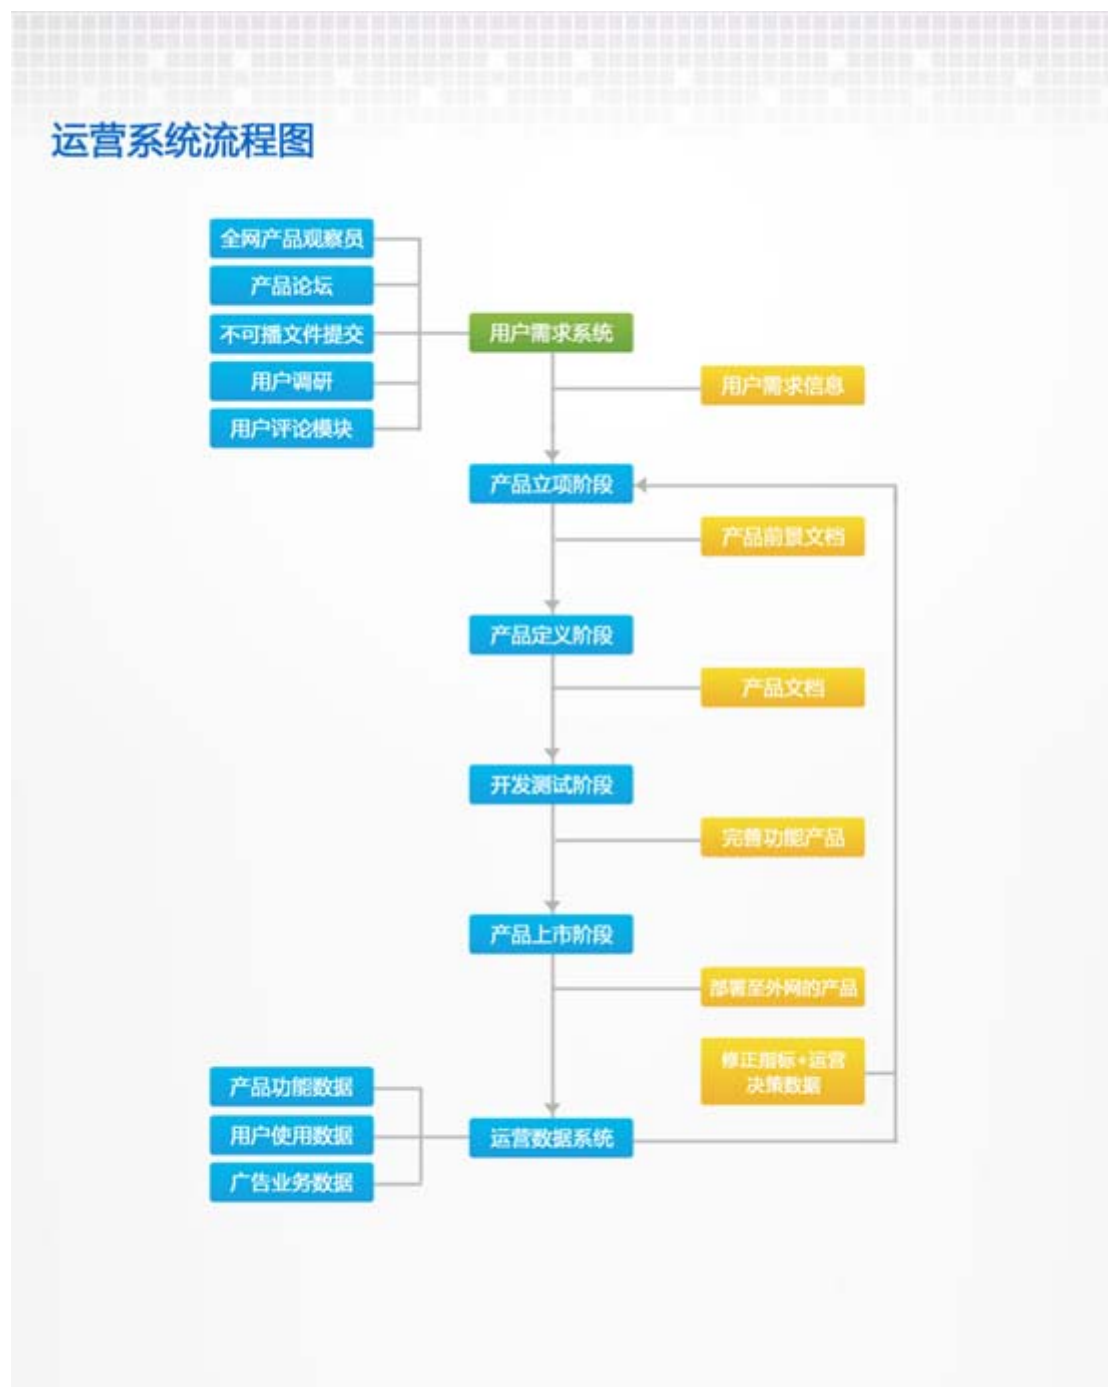 运营系统流程图
全网产品观察员
产品论坛
不可播文件提交
用户需求系统
用户调研
用户需求信息
用户评论模块
产品立项阶段
产品前景文档
产品定义阶段
产品文档
开发测试阶段
完善功能产品
产品上市阶段
部署至外网的产品
修正指标+运营
决策数据
产品功能数据
用户使用数据
运营数据系统
广告业务数据